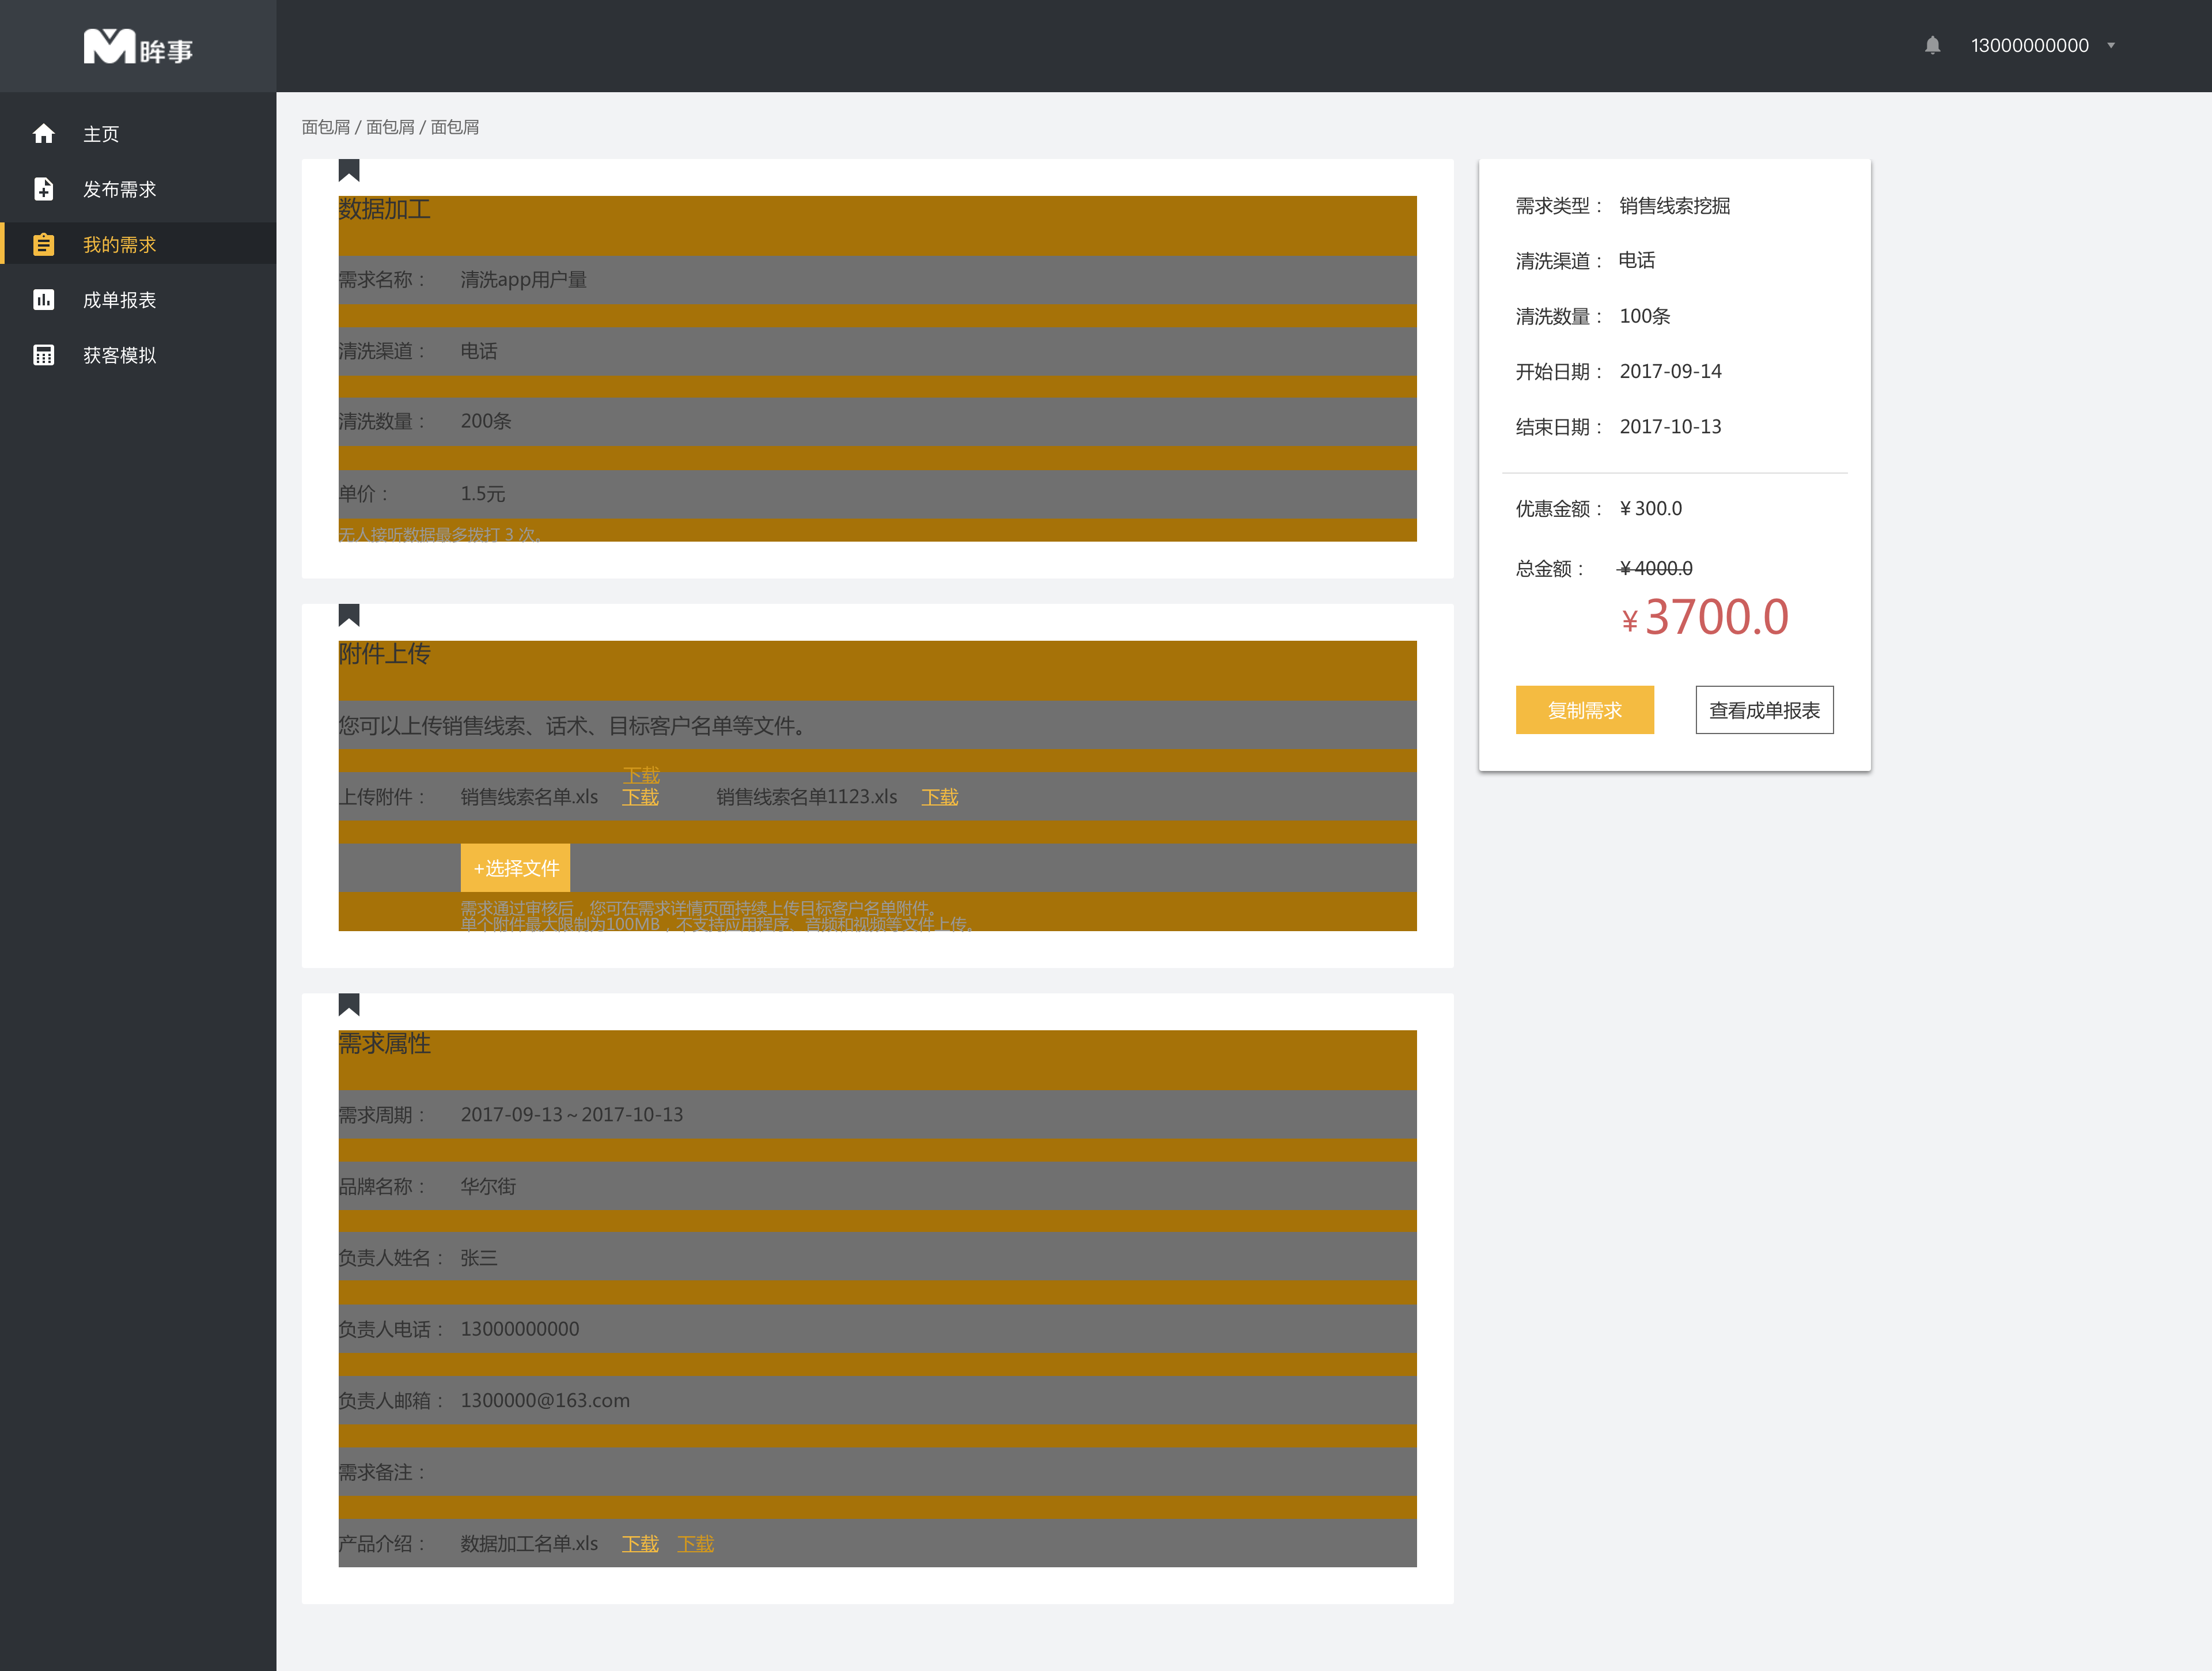 眸事
13000000000
主页
发布需求
我的需求
成单报表
获客模拟
面包屑 / 面包屑 / 面包屑
数据加工
需求名称： 清洗app用户量
清洗渠道： 电话
清洗数量： 200条
单价： 1.5元
无人接听数据最多拨打 3 次。
附件上传
您可以上传销售线索、话术、目标客户名单等文件。
下载
上传附件： 销售线索名单.xls 下载 销售线索名单1123.xls 下载
+选择文件
需求通过审核后，您可在需求详情页面持续上传目标客户名单附件。
单个附件最大限制为100MB，不支持应用程序、音频和视频等文件上传。
需求属性
需求周期： 2017-09-13～2017-10-13
品牌名称： 华尔街
负责人姓名： 张三
负责人电话： 13000000000
负责人邮箱： 1300000@163.com
需求备注：
产品介绍： 数据加工名单.xls 下载 下载
需求类型： 销售线索挖掘
清洗渠道： 电话
清洗数量： 100条
开始日期： 2017-09-14
结束日期： 2017-10-13
优惠金额： ¥ 300.0
总金额： ¥ 4000.0
¥ 3700.0
复制需求 查看成单报表